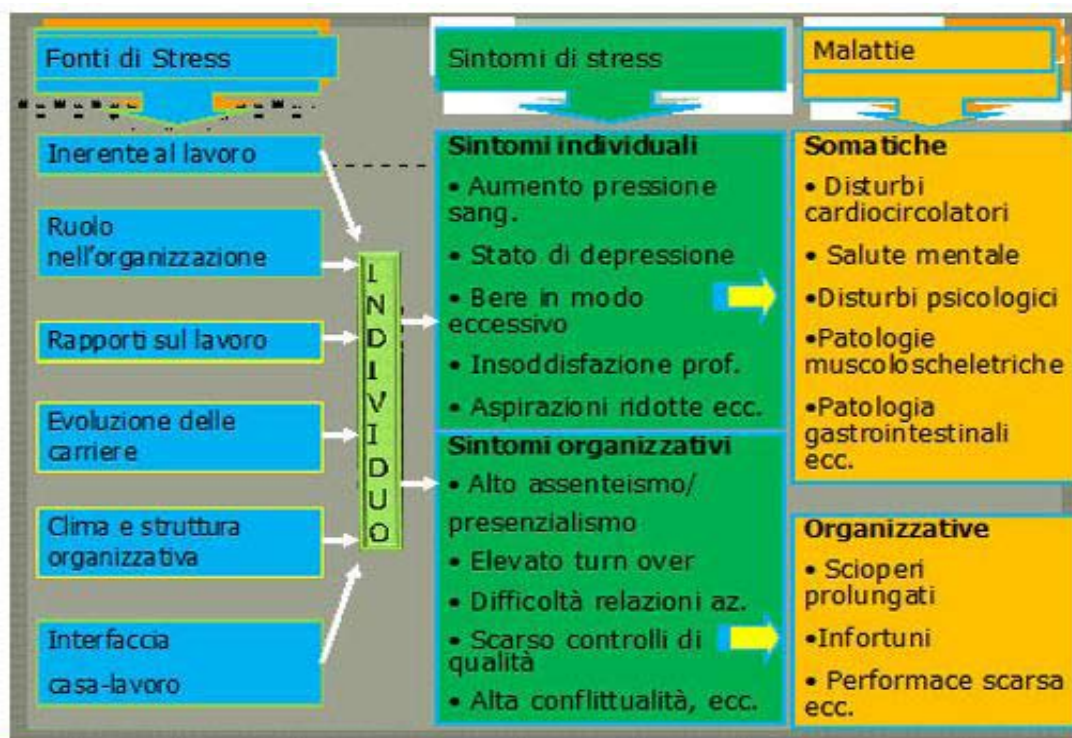 Fonti di Stress
Inerente al lavoro
Ruolo
nell'organizzazione
Rapporti sul lavoro
Evoluzione delle
carriere
Clima e struttura
organizzativa
Interfaccia
casa-lavoro
INDIVIDUO
Sintomi di stress
Sintomi individuali
• Aumento pressione
sang.
• Stato di depressione
• Bere in modo
eccessivo
• Insoddisfazione prof.
• Aspirazioni ridotte ecc.
Sintomi organizzativi
• Alto assenteismo/
presenzialismo
• Elevato turn over
• Difficoltà relazioni az.
• Scarso controlli di
qualità
• Alta conflittualità, ecc.
Malattie
Somatiche
• Disturbi
cardiocircolatori
• Salute mentale
•Disturbi psicologici
•Patologie
muscoloscheletriche
•Patologia
gastrointestinali
ecc.
Organizzative
• Scioperi
prolungati
•Infortuni
• Performace scarsa
ecc.